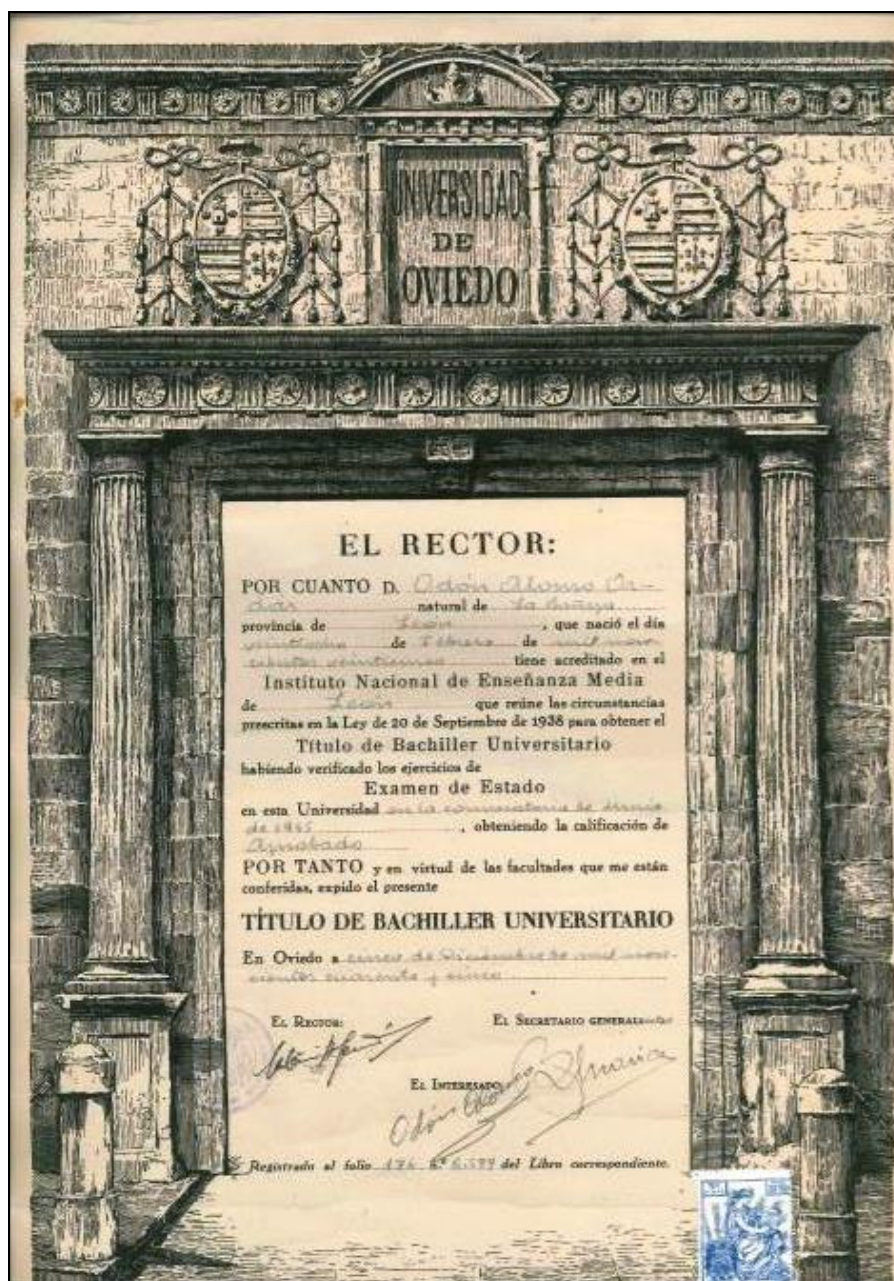 UNIVERSIDAD
DE
OVIEDO
EL RECTOR:
POR CUANTO D. Odón Alonso Or-
dás natural de La Bañeza
provincia de León, que nació el día
de Febrero de mil nove
cientos tiene acreditado en el
Instituto Nacional de Enseñanza Media
de León que reúne las circunstancias
prescritas en la Ley de 20 de Septiembre de 1938 para obtener el
Título de Bachiller Universitario
habiendo verificado los ejercicios de
Examen de Estado
en esta Universidad en la convocatoria de Junio
de 1945, obteniendo la calificación de
Aprobado
POR TANTO y en virtud de las facultades que me están
conferidas, expido el presente
TÍTULO DE BACHILLER UNIVERSITARIO
En Oviedo a cinco de Diciembre de mil nove-
cientos cuarenta y cinco
EL RECTOR: EL SECRETARIO GENERAL
EL INTERESADO
Odón Alonso
Registrado al folio 176 del Libro correspondiente.